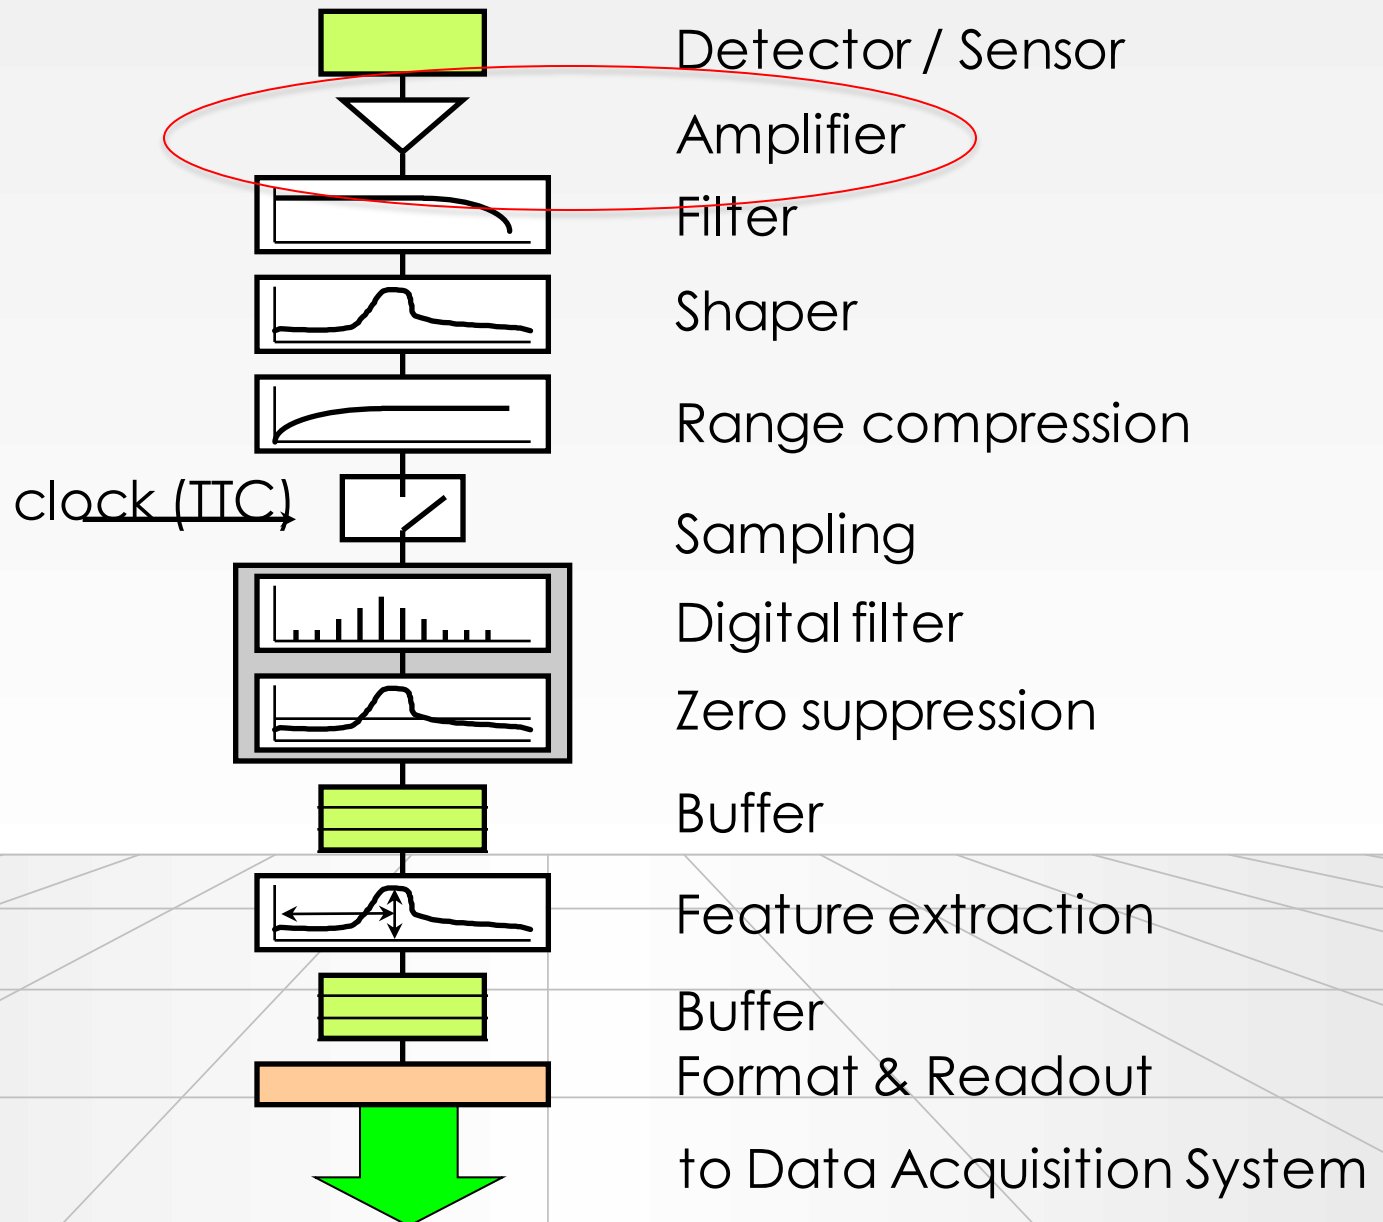 Detector / Sensor
Amplifier
Filter
Shaper
Range compression
clock (TTC)
Sampling
Digital filter
Zero suppression
Buffer
Feature extraction
Buffer
Format & Readout
to Data Acquisition System